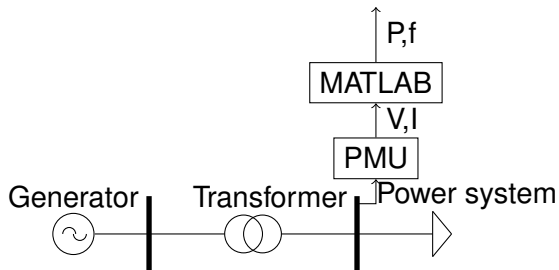 P,f
MATLAB
V,I
PMU
Generator
Transformer
Power system